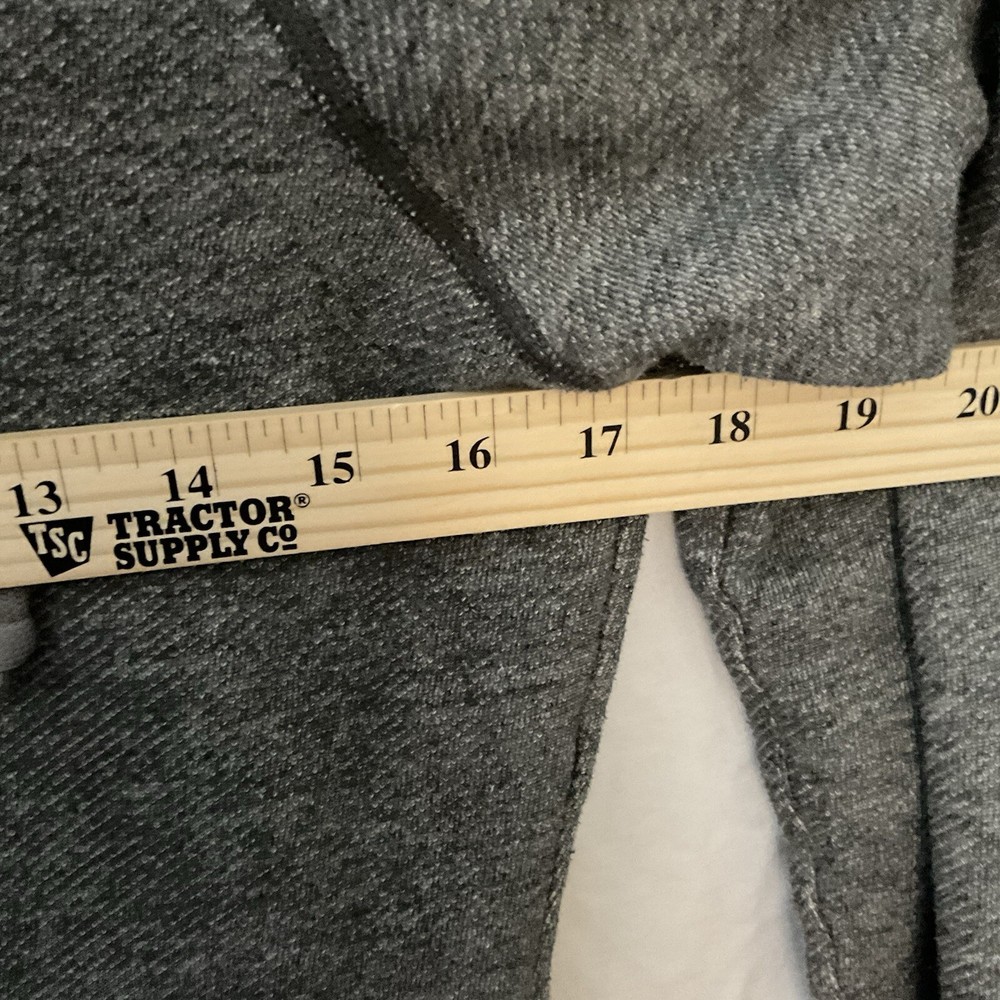 13 14 15 16 17 18 19 20
TSC TRACTOR®
SUPPLY Cº